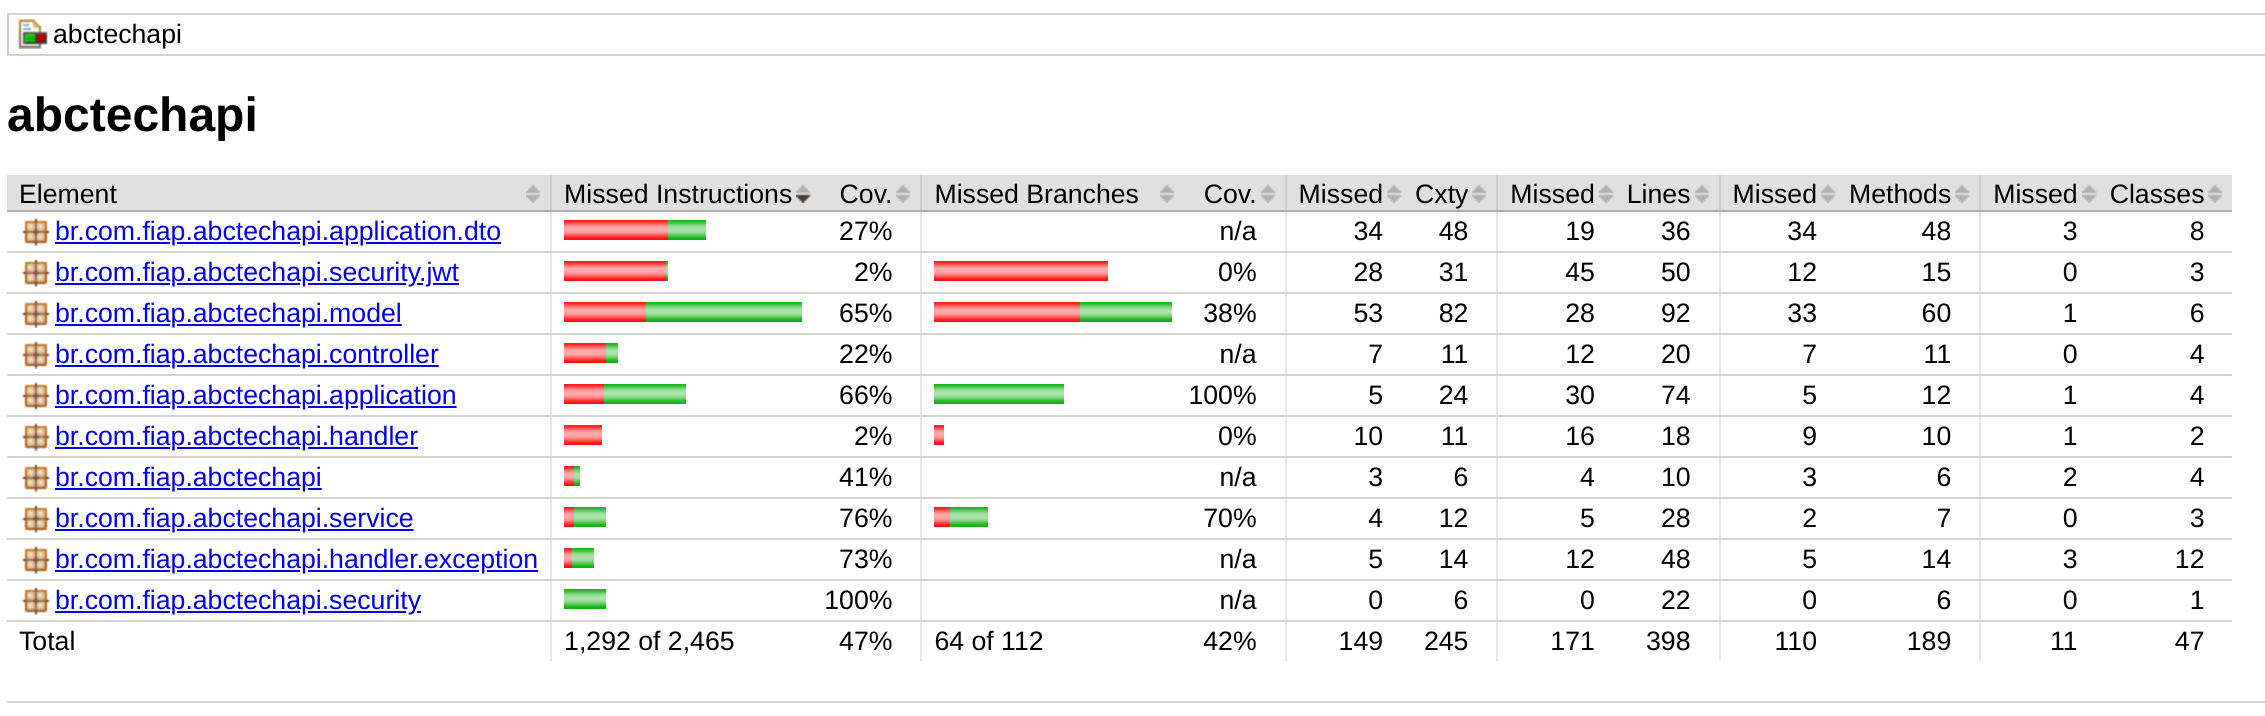 abctechapi
abctechapi
Element Missed Instructions Cov. Missed Branches Cov. Missed Cxty Missed Lines Missed Methods Missed Classes
br.com.fiap.abctechapi.application.dto 27% n/a 34 48 19 36 34 48 3 8
br.com.fiap.abctechapi.security.jwt 2% 0% 28 31 45 50 12 15 0 3
br.com.fiap.abctechapi.model 65% 38% 53 82 28 92 33 60 1 6
br.com.fiap.abctechapi.controller 22% n/a 7 11 12 20 7 11 0 4
br.com.fiap.abctechapi.application 66% 100% 5 24 30 74 5 12 1 4
br.com.fiap.abctechapi.handler 2% 0% 10 11 16 18 9 10 1 2
br.com.fiap.abctechapi 41% n/a 3 6 4 10 3 6 2 4
br.com.fiap.abctechapi.service 76% 70% 4 12 5 28 2 7 0 3
br.com.fiap.abctechapi.handler.exception 73% n/a 5 14 12 48 5 14 3 12
br.com.fiap.abctechapi.security 100% n/a 0 6 0 22 0 6 0 1
Total 1,292 of 2,465 47% 64 of 112 42% 149 245 171 398 110 189 11 47